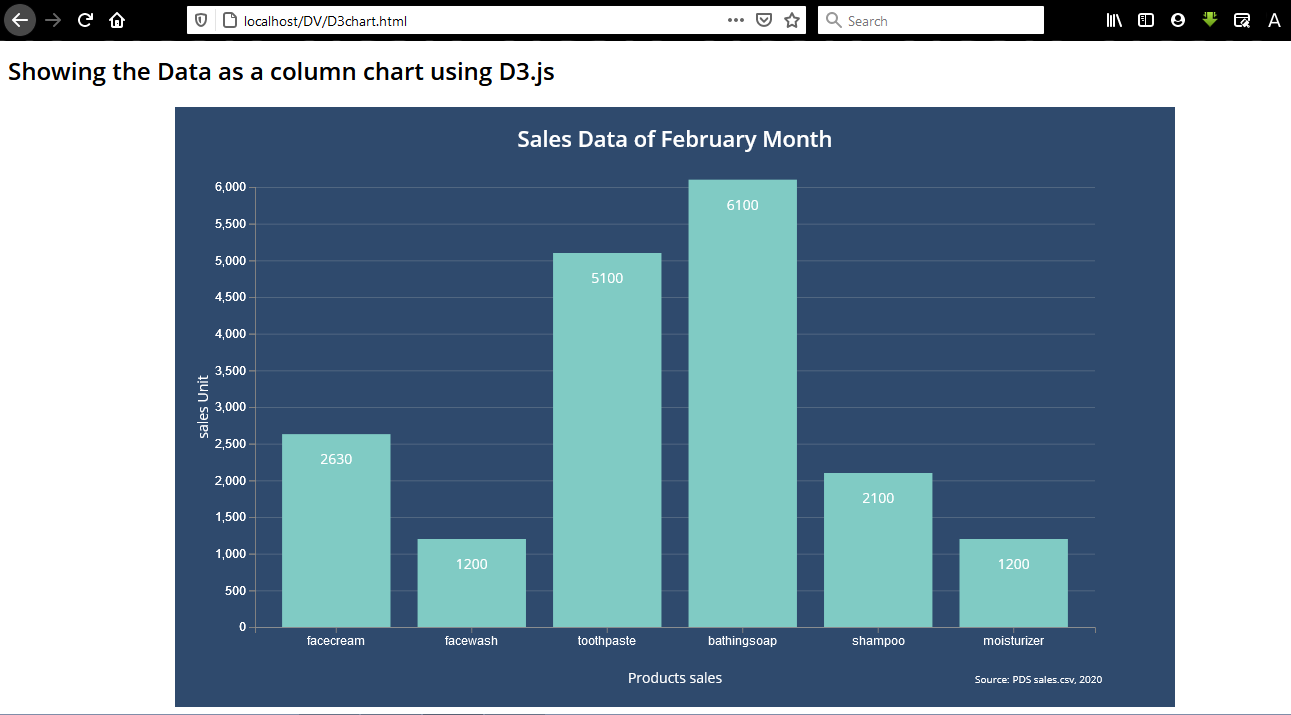 localhost/DV/D3chart.html
Search
A
Showing the Data as a column chart using D3.js
Sales Data of February Month
6,000
5,500
5,000
4,500
4,000
3,500
3,000
2,500
2,000
1,500
1,000
500
0
sales Unit
2630
1200
5100
6100
2100
1200
facecream
facewash
toothpaste
bathingsoap
shampoo
moisturizer
Products sales
Source: PDS sales.csv, 2020